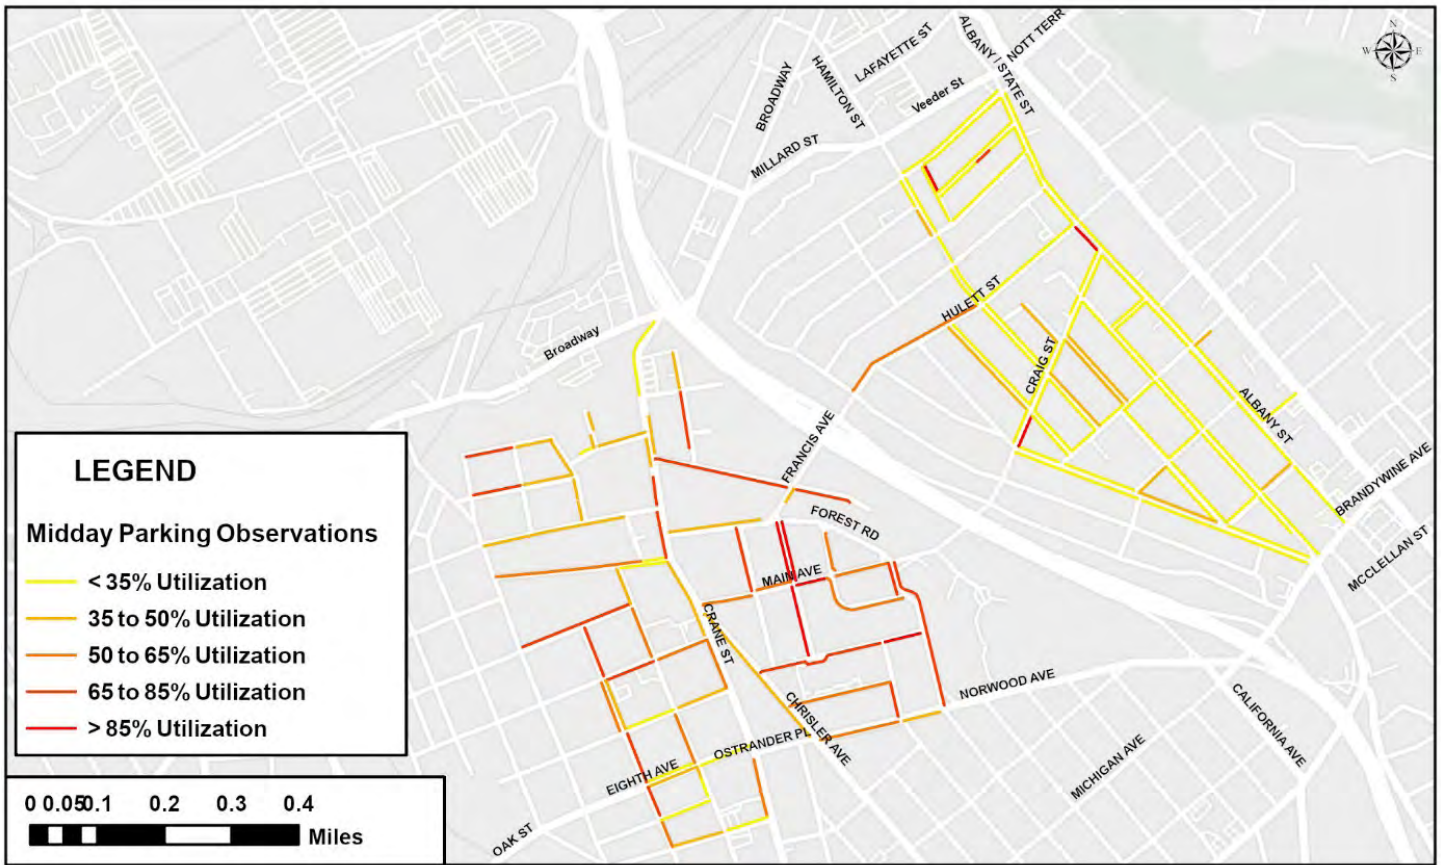 ALBANY / STATE ST
NOTT TERR
LAFAYETTE ST
HAMILTON ST
BROADWAY
Veeder St
MILLARD ST
N
W E
S
HULETT ST
Broadway
CRAIG ST
ALBANY ST
FRANCIS AVE
BRANDYWINE AVE
FOREST RD
MCCLELLAN ST
MAIN AVE
CRANE ST
NORWOOD AVE
CHRISLER AVE
CALIFORNIA AVE
OSTRANDER PL
MICHIGAN AVE
EIGHTH AVE
OAK ST
LEGEND
Midday Parking Observations
< 35% Utilization
35 to 50% Utilization
50 to 65% Utilization
65 to 85% Utilization
> 85% Utilization
0 0.050.1 0.2 0.3 0.4
Miles